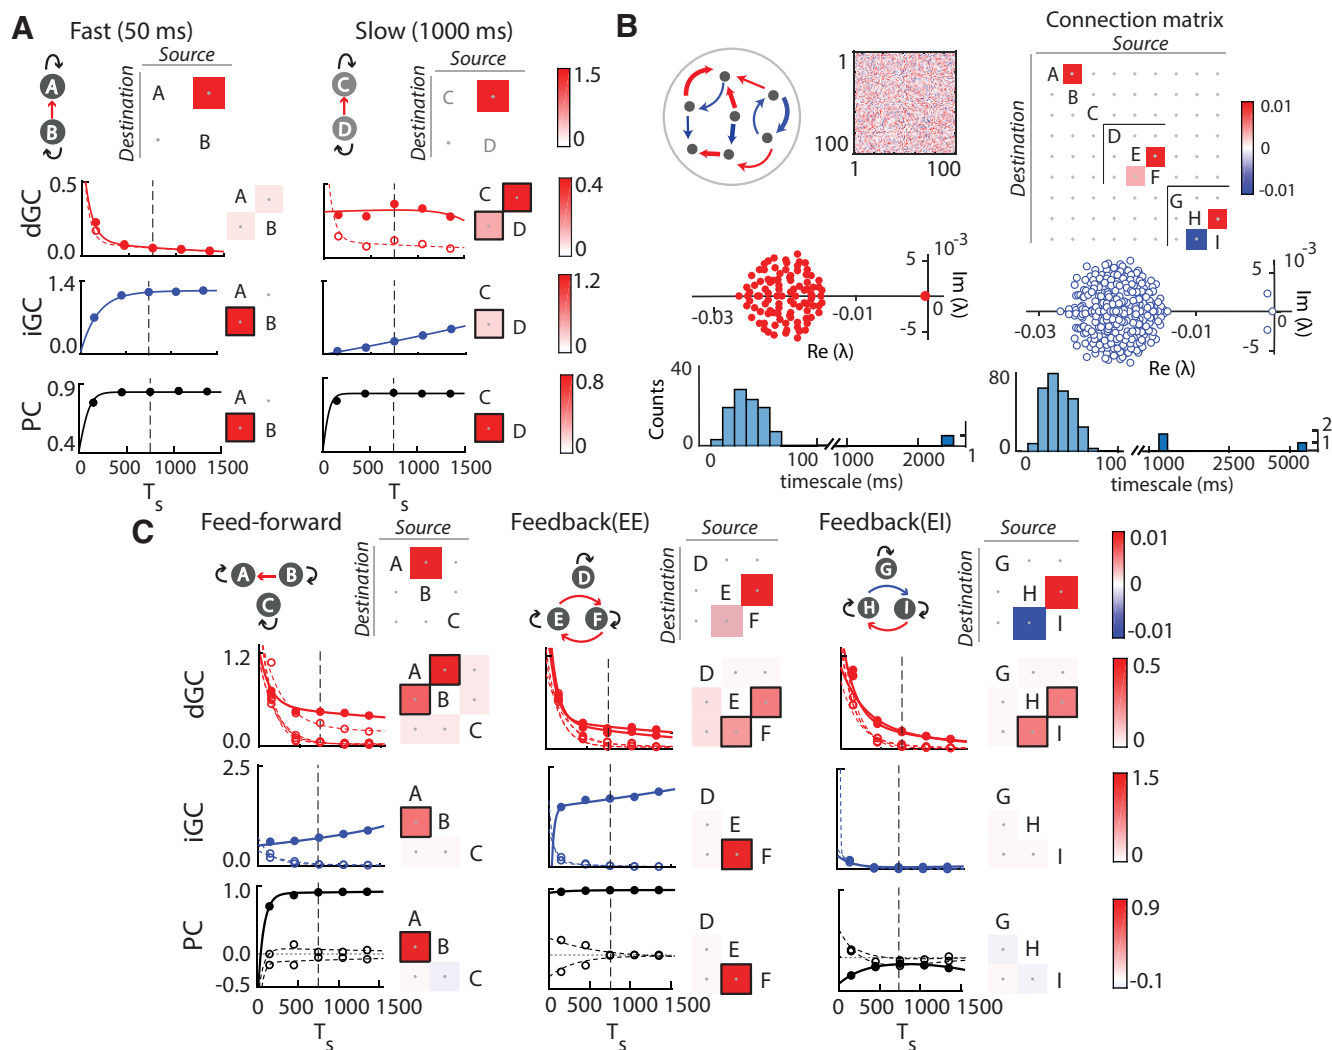 A
Fast (50 ms)
Slow (1000 ms)
Source
Destination
A
B
A
B
Source
Destination
C
D
C
D
1.5
0
dGC
0.5
0.0
A
B
C
D
0.4
0
iGC
1.4
0.0
A
B
C
D
1.2
0
PC
0.9
0.4
A
B
C
D
0.8
0
0 500 1000 1500
500 1000 1500
Ts
Ts
B
1
100
1
100
Connection matrix
Source
Destination
A
B
C
D
E
F
G
H
I
0.01
0
-0.01
-0.03
-0.01
Re (λ)
5
0
-5
10-3
Im (λ)
-0.03
-0.01
Re (λ)
5
0
-5
10-3
Im (λ)
Counts
40
0
0 100 1000 2000
1
timescale (ms)
80
0
0 100 1000 2500 5000
2
1
timescale (ms)
C
Feed-forward
Feedback(EE)
Feedback(EI)
A
B
C
Source
Destination
A
B
C
D
E
F
Source
Destination
D
E
F
G
H
I
Source
Destination
G
H
I
0.01
0
-0.01
dGC
1.2
0.0
A
B
C
D
E
F
G
H
I
0.5
0
iGC
2.5
0.0
A
B
C
D
E
F
G
H
I
1.5
0
PC
1.0
0.0
-0.5
A
B
C
D
E
F
G
H
I
0.9
-0.1
0 500 1500
0 500 1000 1500
0 500 1000 1500
Ts
Ts
Ts